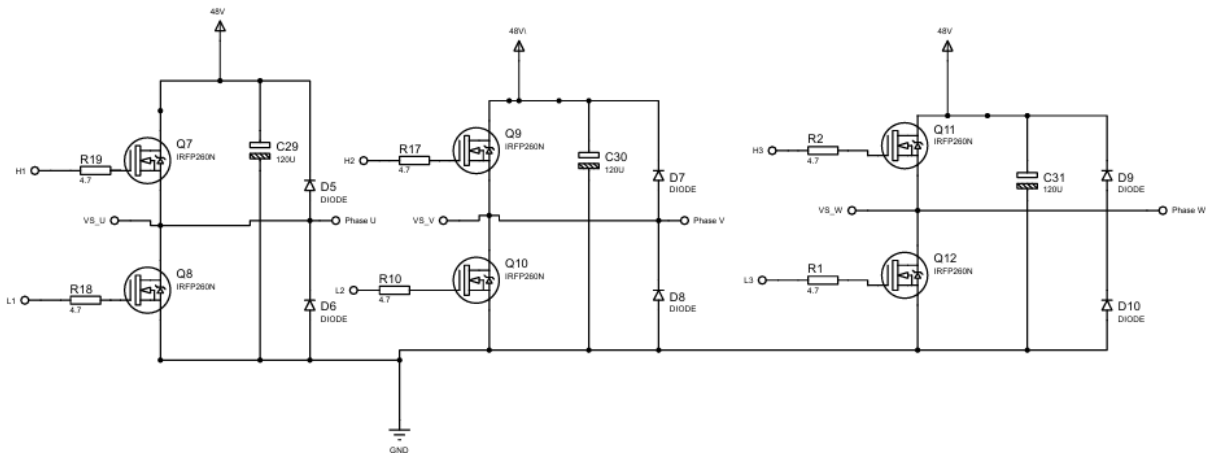 48V
H1
R19
4.7
Q7
IRFP260N
C29
120U
D5
DIODE
VS_U
Phase U
L1
R18
4.7
Q8
IRFP260N
D6
DIODE
48Vi
H2
R17
4.7
Q9
IRFP260N
C30
120U
D7
DIODE
VS_V
Phase V
L2
R10
4.7
Q10
IRFP260N
D8
DIODE
48V
H3
R2
4.7
Q11
IRFP260N
C31
120U
D9
DIODE
VS_W
Phase W
L3
R1
4.7
Q12
IRFP260N
D10
DIODE
GND